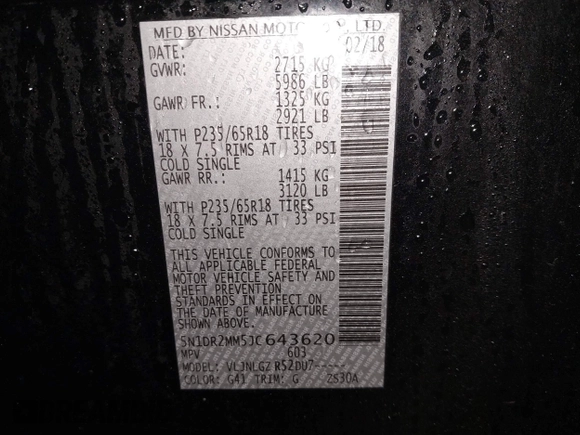 MFD BY NISSAN MOTOR CO., LTD.
DATE: 02/18
GVWR: 2715 KG
5986 LB
GAWR FR.: 1325 KG
2921 LB
WITH P235/65R18 TIRES
18 X 7.5 RIMS AT 33 PSI
COLD SINGLE
GAWR RR.: 1415 KG
3120 LB
WITH P235/65R18 TIRES
18 X 7.5 RIMS AT 33 PSI
COLD SINGLE
THIS VEHICLE CONFORMS TO
ALL APPLICABLE FEDERAL
MOTOR VEHICLE SAFETY AND
THEFT PREVENTION
STANDARDS IN EFFECT ON
THE DATE OF MANUFACTURE
SHOWN ABOVE.
5N1DR2MM5JC643620
MPV 603
MODEL: VLJNLGZ R52DU7----
COLOR: G41 TRIM: G 2S30A